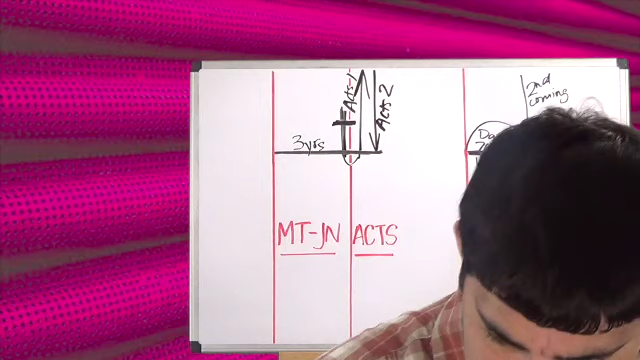 Acts 1
Acts 2
2nd
coming
3yrs
MT-JN
ACTS